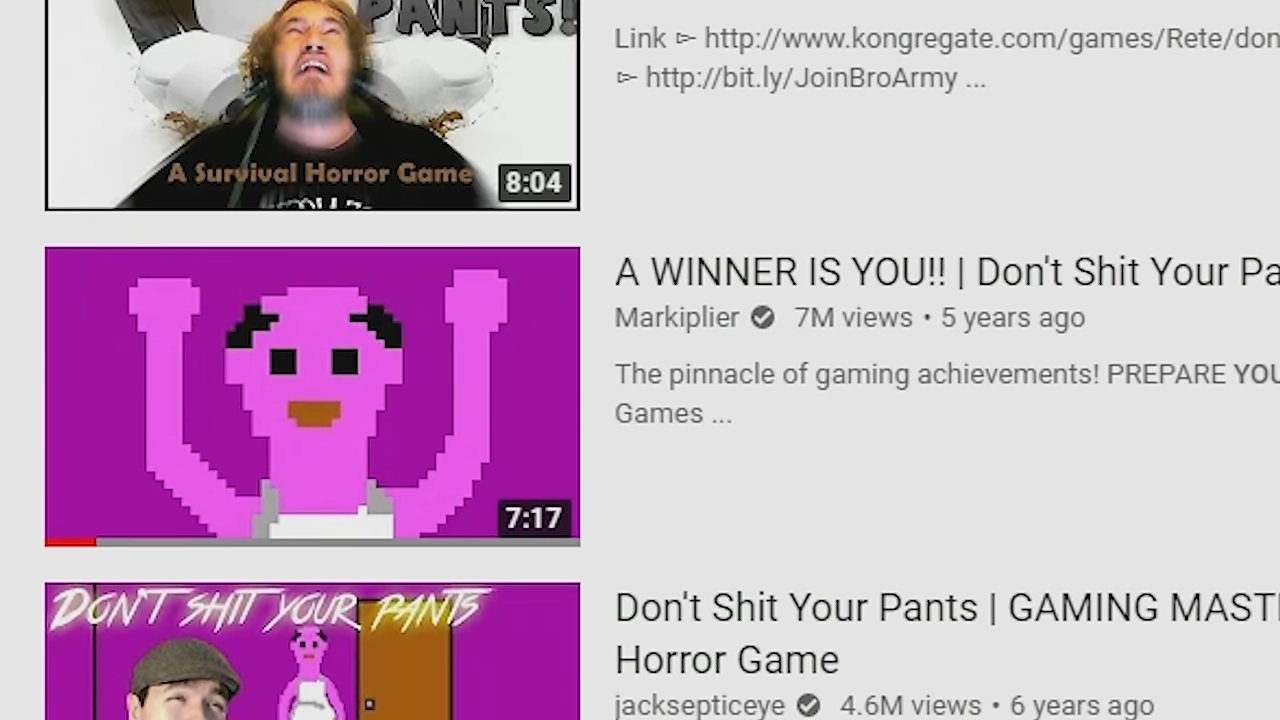 PANTS!
Link ▻ http://www.kongregate.com/games/Rete/don
▻ http://bit.ly/JoinBroArmy ...
A Survival Horror Game
8:04
A WINNER IS YOU!! | Don't Shit Your Pa
Markiplier 7M views • 5 years ago
The pinnacle of gaming achievements! PREPARE YOU
Games ...
7:17
DON'T SHIT YOUR PANTS
Don't Shit Your Pants | GAMING MAST
Horror Game
jacksepticeye 4.6M views • 6 years ago